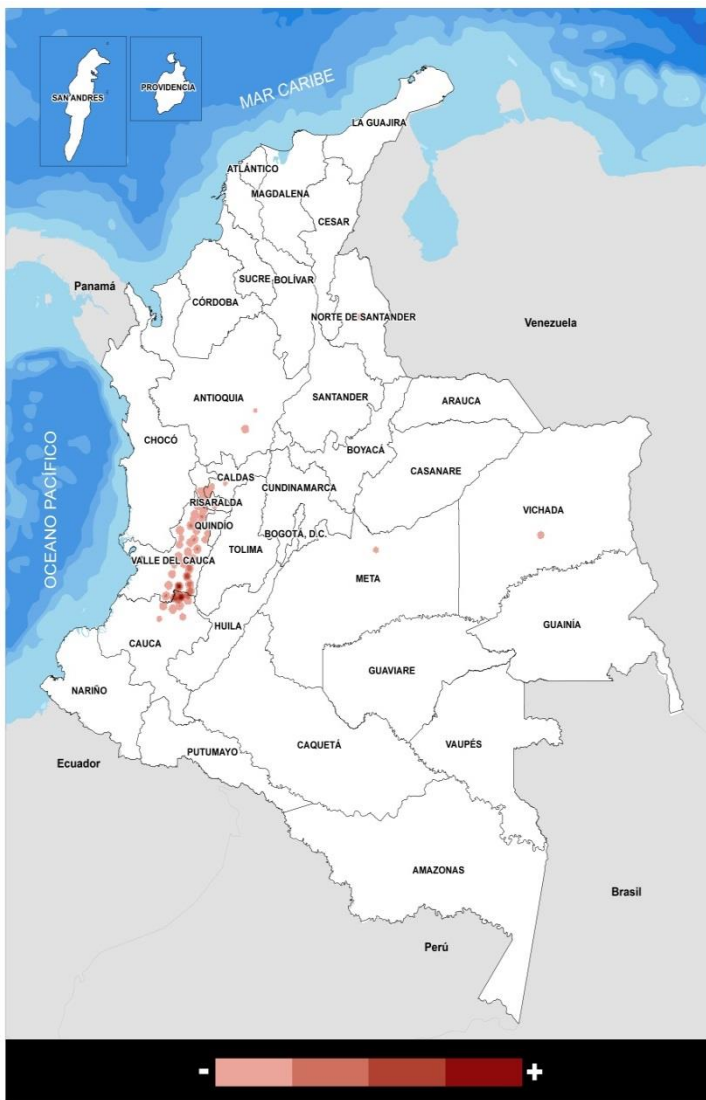 SAN ANDRES
PROVIDENCIA
MAR CARIBE
LA GUAJIRA
ATLÁNTICO
MAGDALENA
CESAR
SUCRE
BOLÍVAR
Panamá
CÓRDOBA
NORTE DE SANTANDER
Venezuela
ANTIOQUIA
SANTANDER
ARAUCA
CHOCÓ
BOYACÁ
CASANARE
OCEANO PACÍFICO
CALDAS
CUNDINAMARCA
RISARALDA
VICHADA
QUINDÍO
BOGOTÁ, D.C.
TOLIMA
VALLE DEL CAUCA
META
HUILA
GUAINÍA
CAUCA
GUAVIARE
NARIÑO
CAQUETÁ
VAUPÉS
PUTUMAYO
Ecuador
AMAZONAS
Brasil
Perú
- +